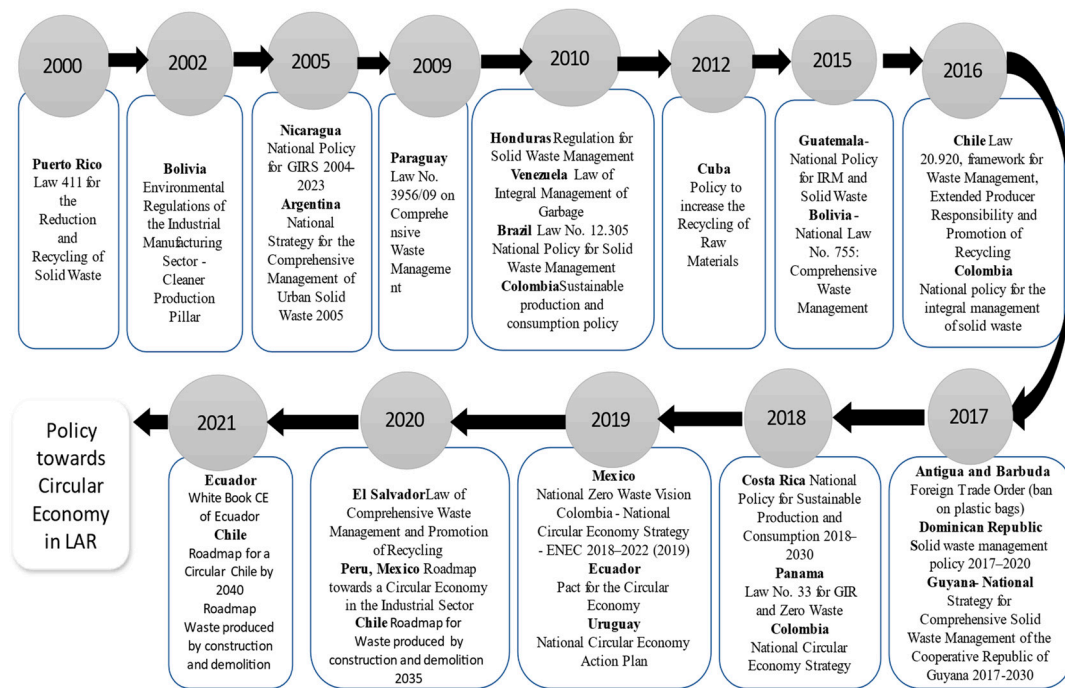 2000
Puerto Rico
Law 411 for
the
Reduction
and
Recycling of
Solid Waste
2002
Bolivia
Environmental
Regulations of
the Industrial
Manufacturing
Sector -
Cleaner
Production
Pillar
2005
Nicaragua
National
Policy for
GIRS 2004-
2023
Argentina
National
Strategy for the
Comprehensive
Management of
Urban Solid
Waste 2005
2009
Paraguay
Law No.
3956/09 on
Comprehe
nsive
Waste
Manageme
nt
2010
Honduras Regulation for
Solid Waste Management
Venezuela Law of
Integral Management of
Garbage
Brazil Law No. 12.305
National Policy for Solid
Waste Management
ColombiaSustainable
production and
consumption policy
2012
Cuba
Policy to
increase the
Recycling of
Raw
Materials
2015
Guatemala-
National Policy
for IRM and
Solid Waste
Bolivia -
National Law
No. 755:
Comprehensive
Waste
Management
2016
Chile Law
20.920, framework for
Waste Management,
Extended Producer
Responsibility and
Promotion of
Recycling
Colombia
National policy for the
integral management
of solid waste
2017
Antigua and Barbuda
Foreign Trade Order (ban
on plastic bags)
Dominican Republic
Solid waste management
policy 2017–2020
Guyana- National
Strategy for
Comprehensive Solid
Waste Management of the
Cooperative Republic of
Guyana 2017-2030
2018
Costa Rica National
Policy for Sustainable
Production and
Consumption 2018–
2030
Panama
Law No. 33 for GIR
and Zero Waste
Colombia
National Circular
Economy Strategy
2019
Mexico
National Zero Waste Vision
Colombia - National
Circular Economy Strategy
- ENEC 2018–2022 (2019)
Ecuador
Pact for the Circular
Economy
Uruguay
National Circular Economy
Action Plan
2020
El SalvadorLaw of
Comprehensive Waste
Management and Promotion
of Recycling
Peru, Mexico Roadmap
towards a Circular Economy
in the Industrial Sector
Chile Roadmap for
Waste produced by
construction and demolition
2035
2021
Ecuador
White Book CE
of Ecuador
Chile
Roadmap for a
Circular Chile by
2040
Roadmap
Waste produced
by construction
and demolition
Policy
towards
Circular
Economy
in LAR